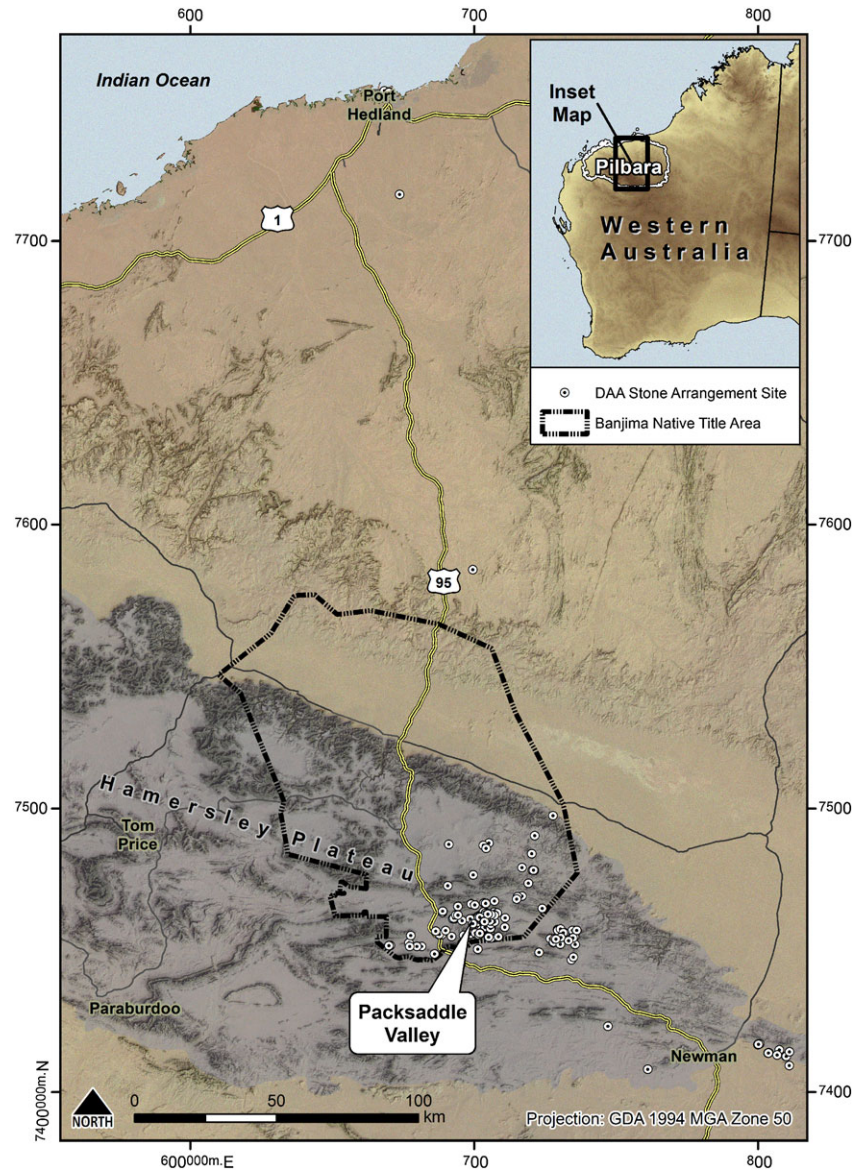 600
700
800
Indian Ocean
Port
Hedland
Inset
Map
Pilbara
Western
Australia
1
7700
7700
DAA Stone Arrangement Site
Banjima Native Title Area
7600
7600
95
7500
7500
Hamersley Plateau
Tom
Price
Packsaddle
Valley
Paraburdoo
Newman
7400000m.N
7400
NORTH
0
50
100
km
Projection: GDA 1994 MGA Zone 50
600000m.E
700
800